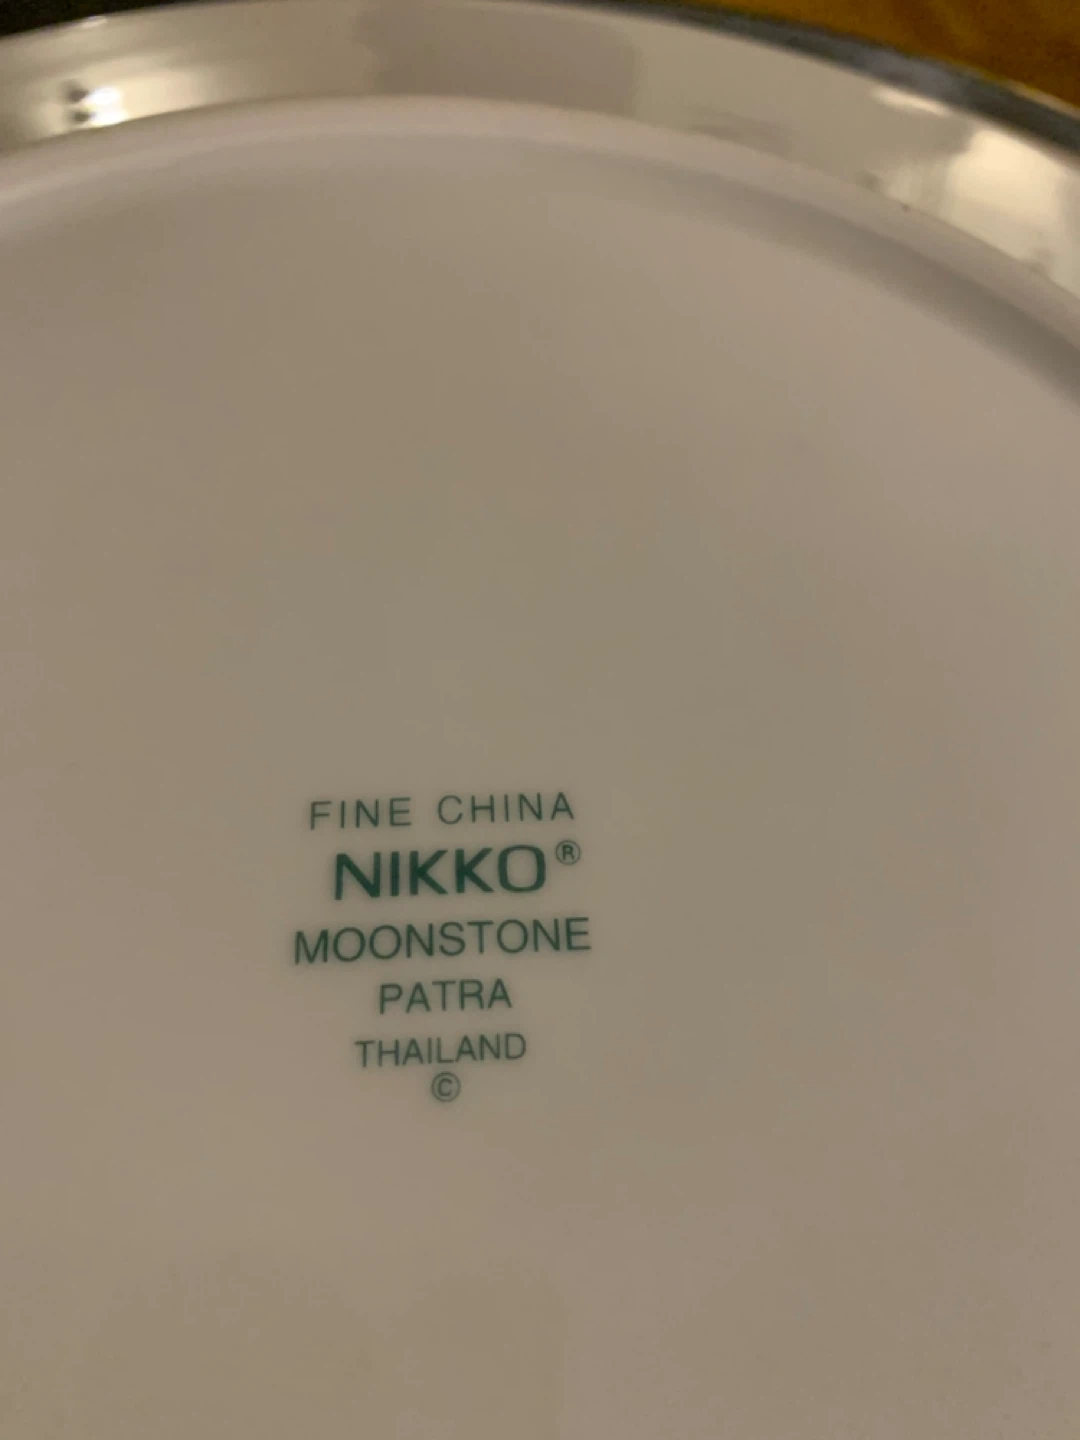 FINE CHINA
NIKKO®
MOONSTONE
PATRA
THAILAND
©